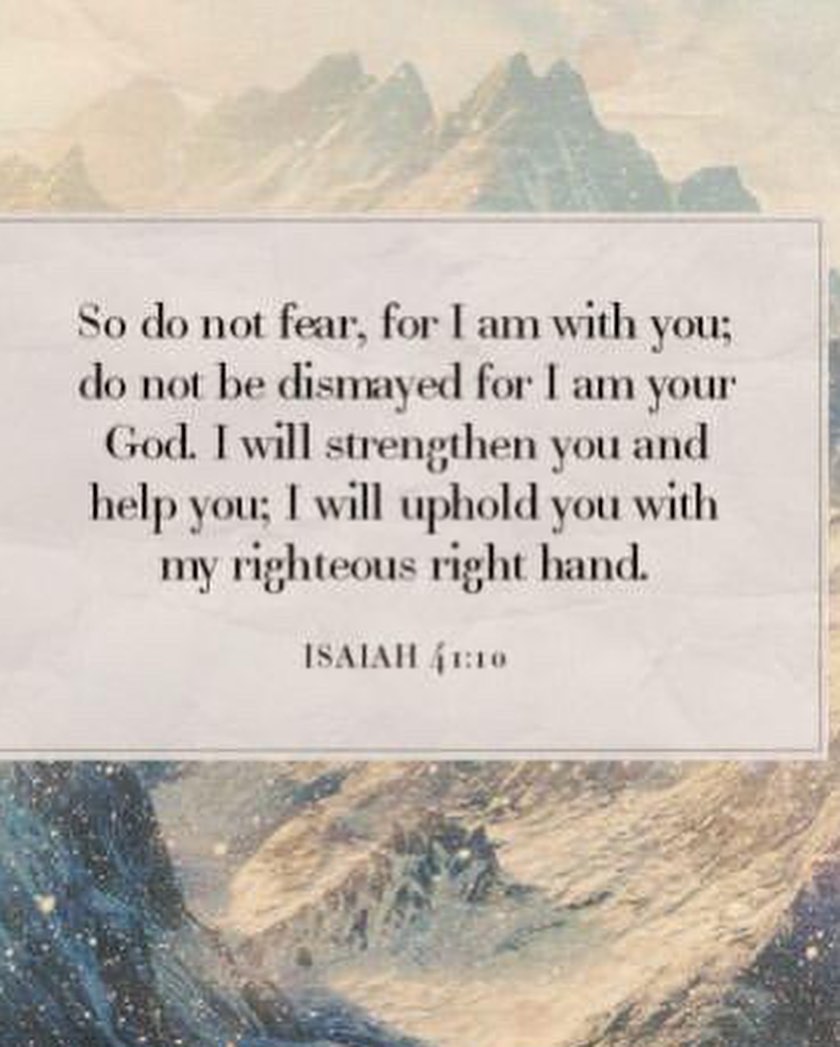 So do not fear, for I am with you;
do not be dismayed for I am your
God. I will strengthen you and
help you; I will uphold you with
my righteous right hand.
ISAIAH 41:10